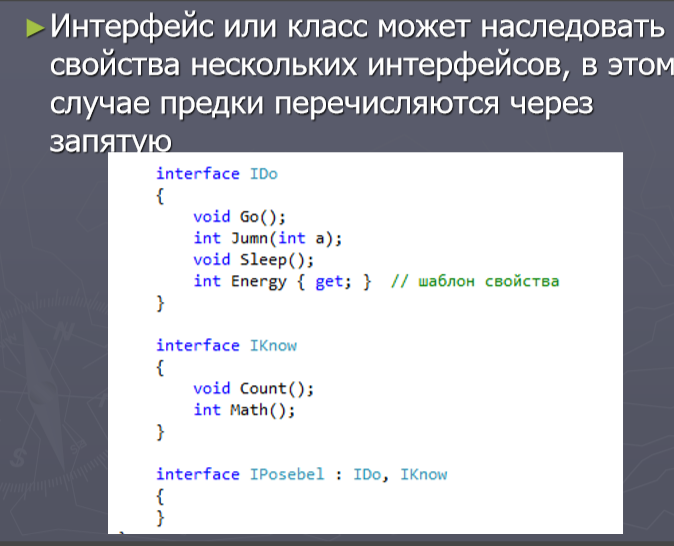 ►Интерфейс или класс может наследовать
свойства нескольких интерфейсов, в этом
случае предки перечисляются через
запятую
interface IDo
{
void Go();
int Jumn(int a);
void Sleep();
int Energy { get; } // шаблон свойства
}
interface IKnow
{
void Count();
int Math();
}
interface IPosebel : IDo, IKnow
{
}